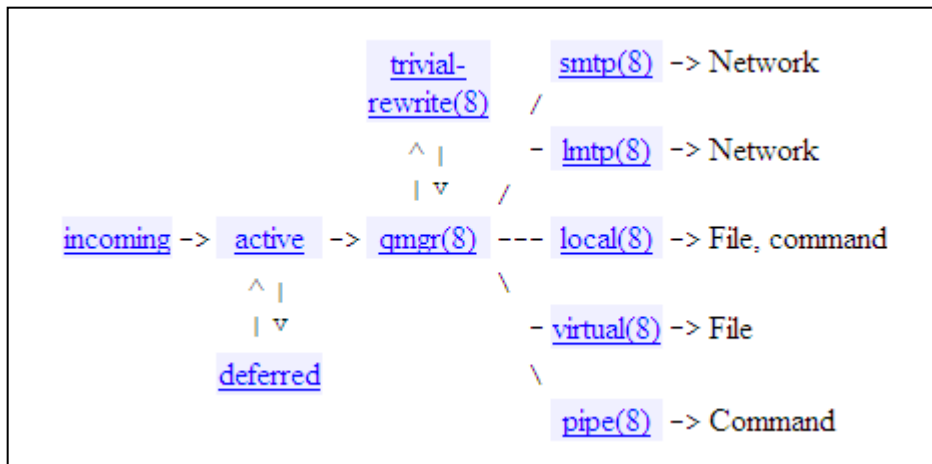 trivial- smtp(8) -> Network
rewrite(8) /
^ | - lmtp(8) -> Network
| v /
incoming -> active -> qmgr(8) --- local(8) -> File, command
^ | \
| v - virtual(8) -> File
deferred \
pipe(8) -> Command